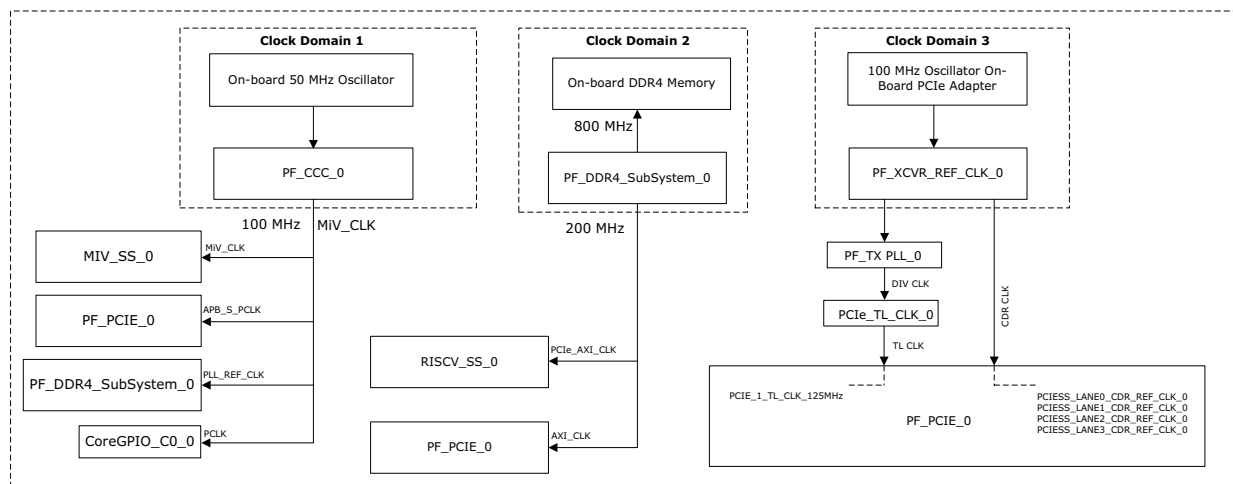 Clock Domain 1
On-board 50 MHz Oscillator
PF_CCC_0
100 MHz
MiV_CLK
MIV_SS_0
MiV_CLK
PF_PCIE_0
APB_S_PCLK
PF_DDR4_SubSystem_0
PLL_REF_CLK
CoreGPIO_C0_0
PCLK
Clock Domain 2
On-board DDR4 Memory
800 MHz
PF_DDR4_SubSystem_0
200 MHz
RISCV_SS_0
PCIe_AXI_CLK
PF_PCIE_0
AXI_CLK
Clock Domain 3
100 MHz Oscillator On-
Board PCIe Adapter
PF_XCVR_REF_CLK_0
PF_TX PLL_0
DIV CLK
PCIe_TL_CLK_0
TL CLK
CDR CLK
PCIE_1_TL_CLK_125MHz
PF_PCIE_0
PCIESS_LANE0_CDR_REF_CLK_0
PCIESS_LANE1_CDR_REF_CLK_0
PCIESS_LANE2_CDR_REF_CLK_0
PCIESS_LANE3_CDR_REF_CLK_0